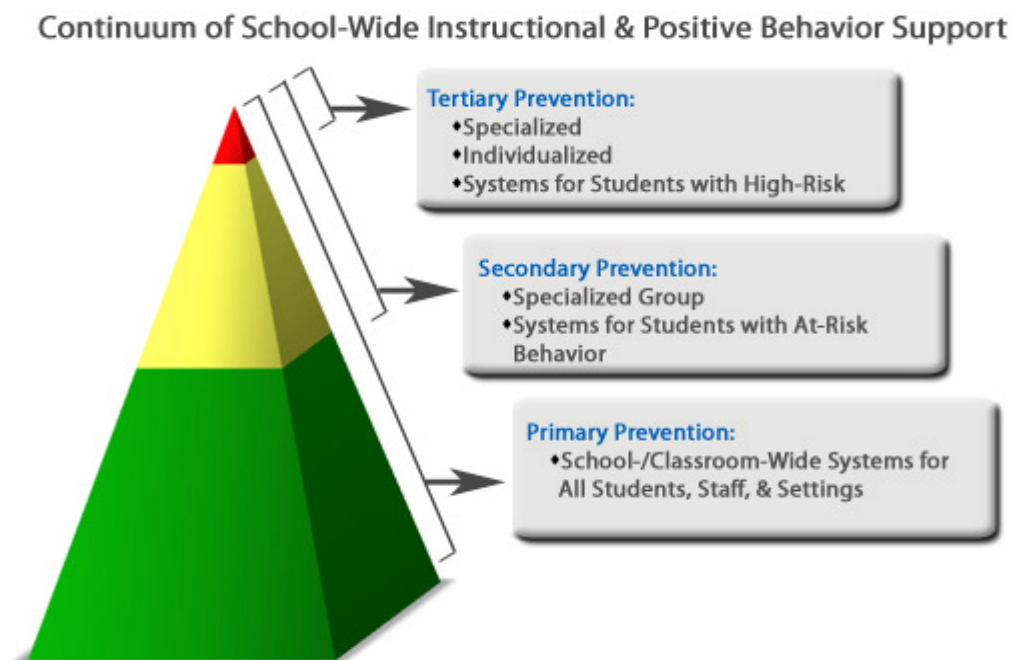 Continuum of School-Wide Instructional & Positive Behavior Support
Tertiary Prevention:
♦Specialized
♦Individualized
♦Systems for Students with High-Risk
Secondary Prevention:
♦Specialized Group
♦Systems for Students with At-Risk
Behavior
Primary Prevention:
♦School-/Classroom-Wide Systems for
All Students, Staff, & Settings